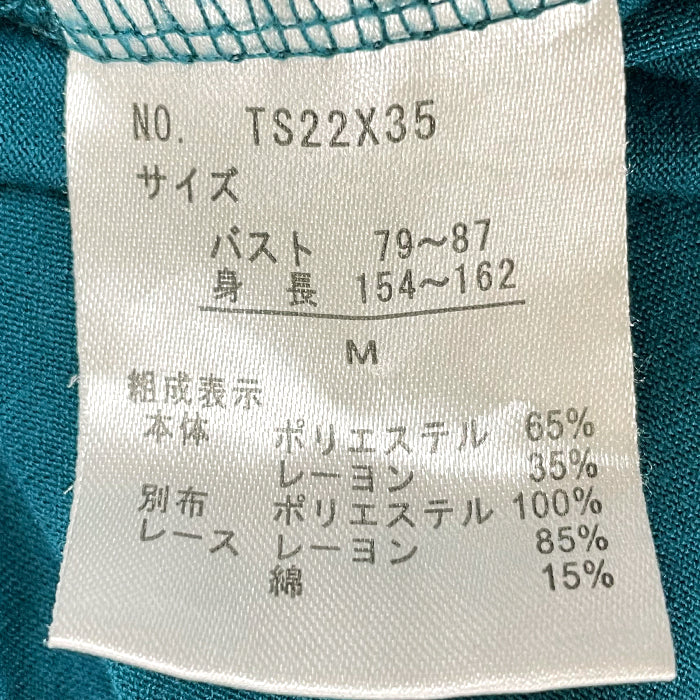 NO. TS22X35
サイズ
バスト 79～87
身長 154～162
M
組成表示
本体 ポリエステル 65%
レーヨン 35%
別布 ポリエステル 100%
レース レーヨン 85%
綿 15%